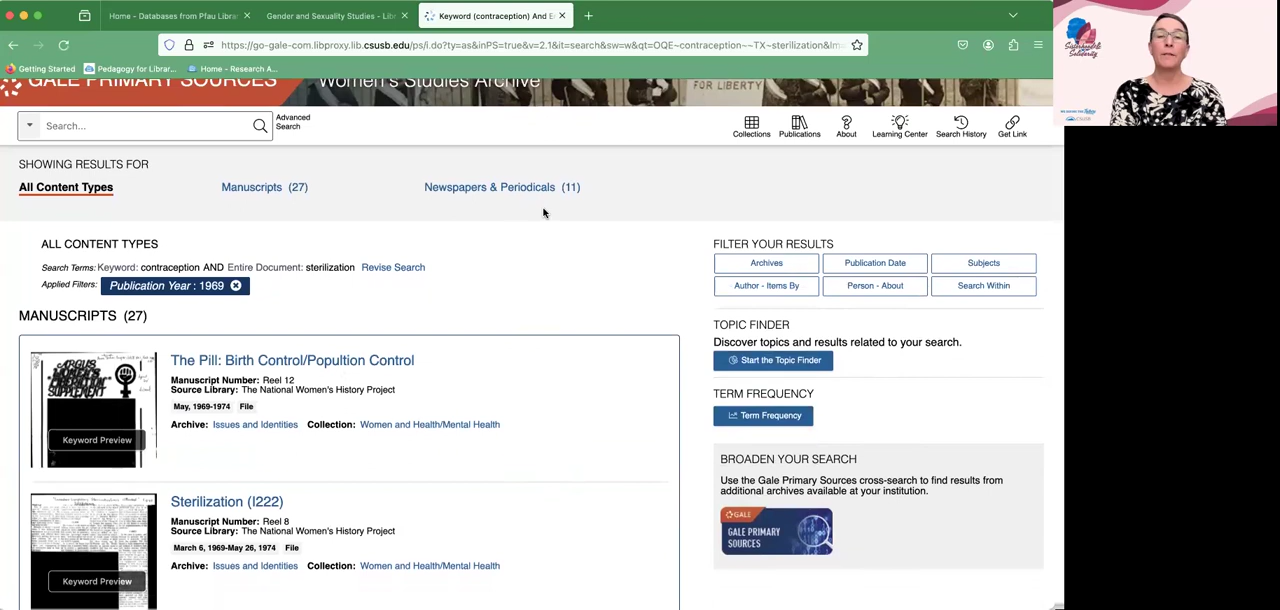 Home - Databases from Pfau Librar
Gender and Sexuality Studies - Libr
Keyword (contraception) And E
https://go-gale-com.libproxy.lib.csusb.edu/ps/i.do?ty=as&inPS=true&v=2.1&it=search&sw=w&qt=OQE~contraception~~TX~sterilization&lm
Getting Started
Pedagogy for Librar...
Home - Research A...
GALE PRIMARY SOURCES
Women's Studies Archive
FOR LIBERTY
Search...
Advanced
Search
Collections
Publications
About
Learning Center
Search History
Get Link
SHOWING RESULTS FOR
All Content Types
Manuscripts (27)
Newspapers & Periodicals (11)
ALL CONTENT TYPES
Search Terms: Keyword: contraception AND Entire Document: sterilization Revise Search
Applied Filters: Publication Year : 1969
MANUSCRIPTS (27)
The Pill: Birth Control/Popultion Control
Manuscript Number: Reel 12
Source Library: The National Women's History Project
May, 1969-1974 File
Archive: Issues and Identities Collection: Women and Health/Mental Health
Keyword Preview
Sterilization (I222)
Manuscript Number: Reel 8
Source Library: The National Women's History Project
March 6, 1969-May 26, 1974 File
Archive: Issues and Identities Collection: Women and Health/Mental Health
Keyword Preview
FILTER YOUR RESULTS
Archives
Publication Date
Subjects
Author - Items By
Person - About
Search Within
TOPIC FINDER
Discover topics and results related to your search.
Start the Topic Finder
TERM FREQUENCY
Term Frequency
BROADEN YOUR SEARCH
Use the Gale Primary Sources cross-search to find results from
additional archives available at your institution.
GALE
GALE PRIMARY
SOURCES
Sisterhood &
Solidarity
CSUSB